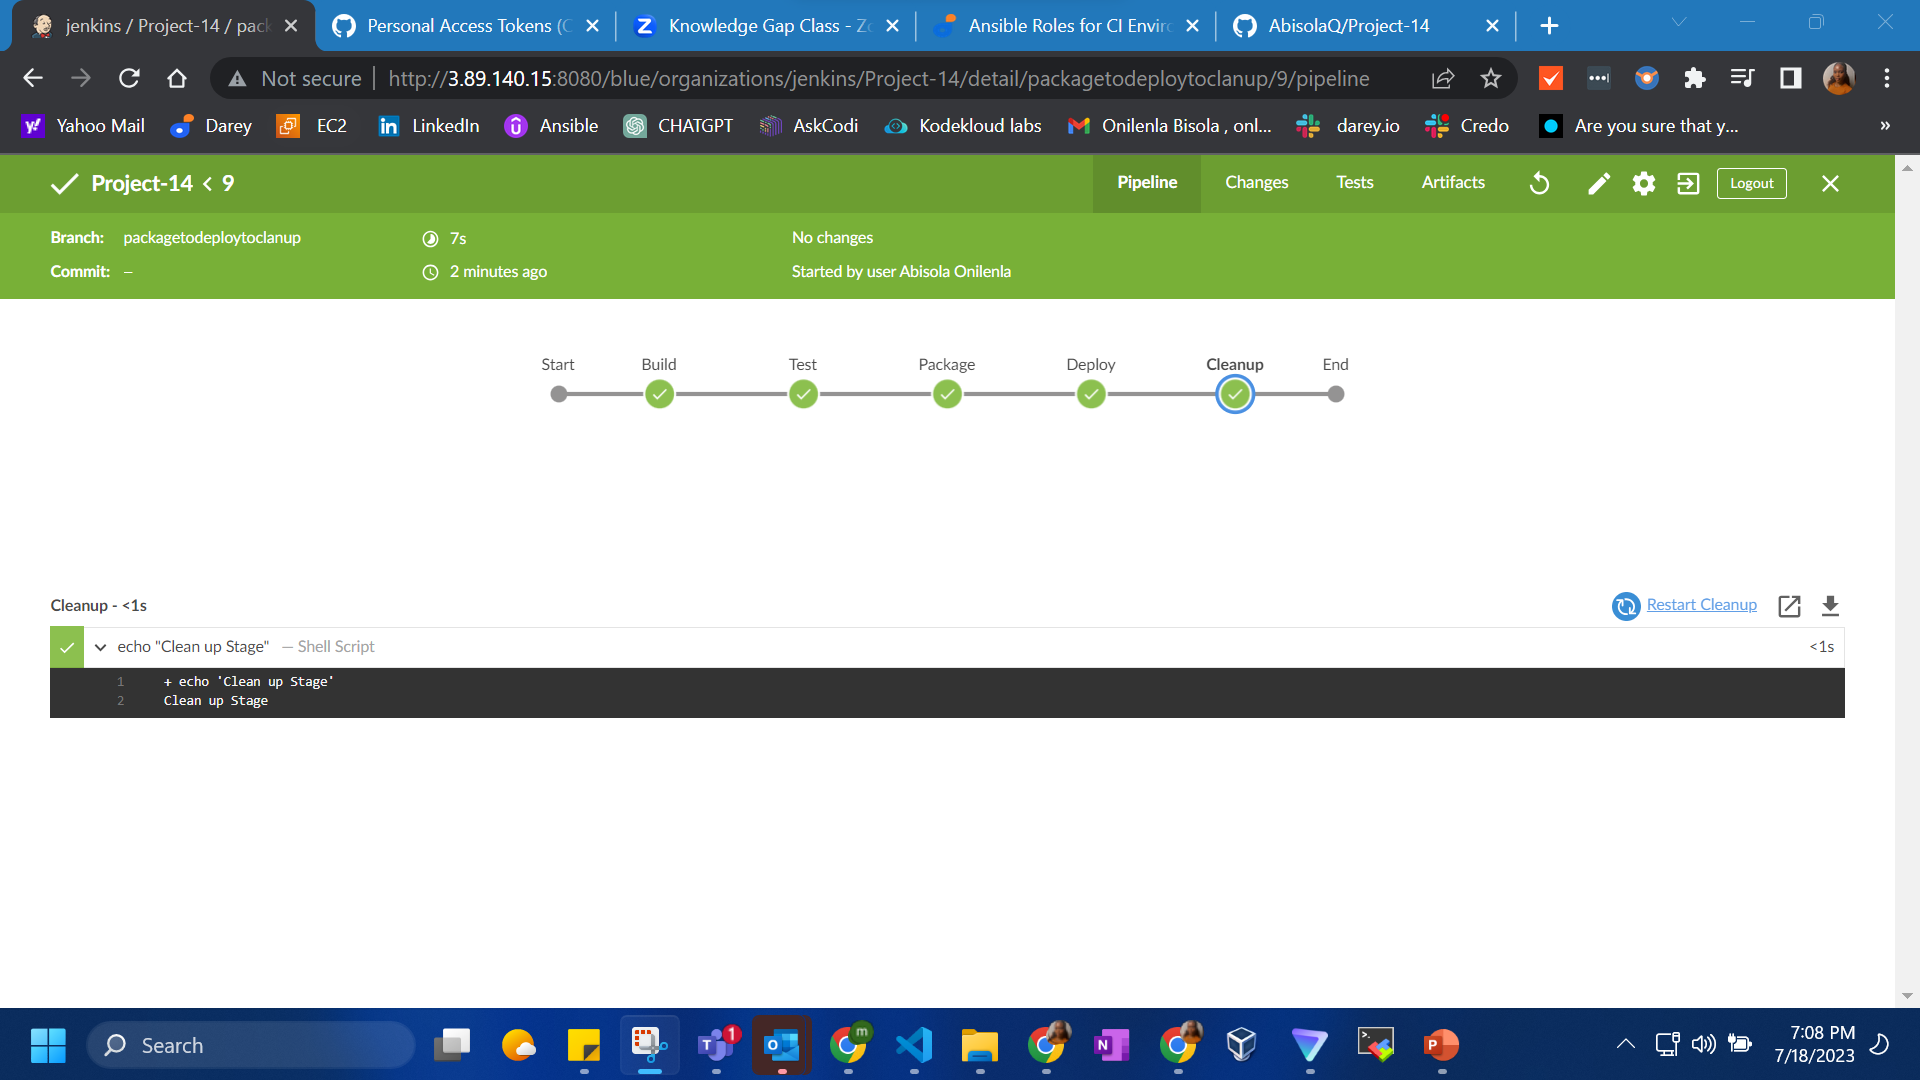 jenkins / Project-14 / pack
Personal Access Tokens (C
Knowledge Gap Class - Zo
Ansible Roles for CI Enviro
AbisolaQ/Project-14
Not secure
http://3.89.140.15:8080/blue/organizations/jenkins/Project-14/detail/packagetodeploytoclanup/9/pipeline
Yahoo Mail
Darey
EC2
LinkedIn
Ansible
CHATGPT
AskCodi
Kodekloud labs
Onilenla Bisola , onl...
darey.io
Credo
Are you sure that y...
»
Project-14 < 9
Pipeline
Changes
Tests
Artifacts
Logout
Branch: packagetodeploytoclanup
7s
No changes
Commit: –
2 minutes ago
Started by user Abisola Onilenla
Start
Build
Test
Package
Deploy
Cleanup
End
Cleanup - <1s
Restart Cleanup
echo "Clean up Stage" — Shell Script
<1s
1 + echo 'Clean up Stage'
2 Clean up Stage
Search
1
m
7:08 PM
7/18/2023